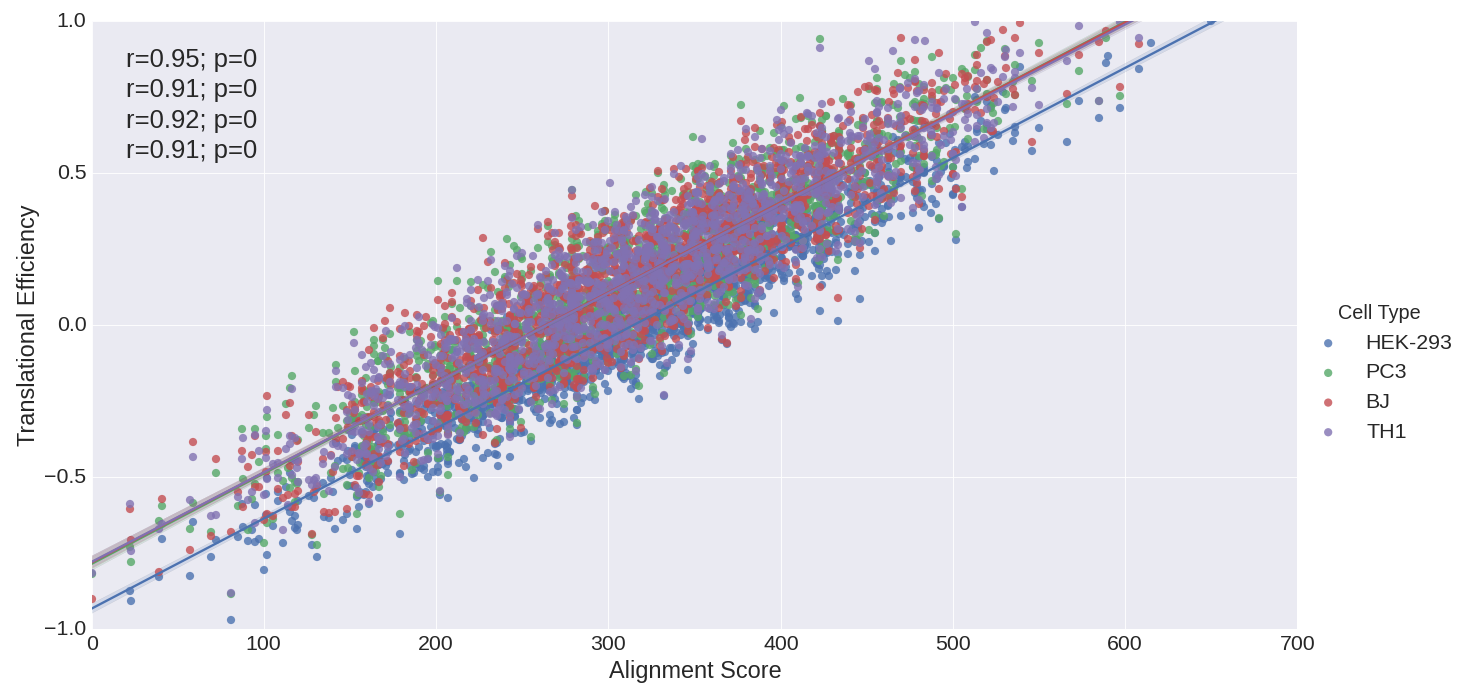 r=0.95; p=0
r=0.91; p=0
r=0.92; p=0
r=0.91; p=0
1.0
0.5
0.0
−0.5
−1.0
Translational Efficiency
0 100 200 300 400 500 600 700
Alignment Score
Cell Type
HEK-293
PC3
BJ
TH1